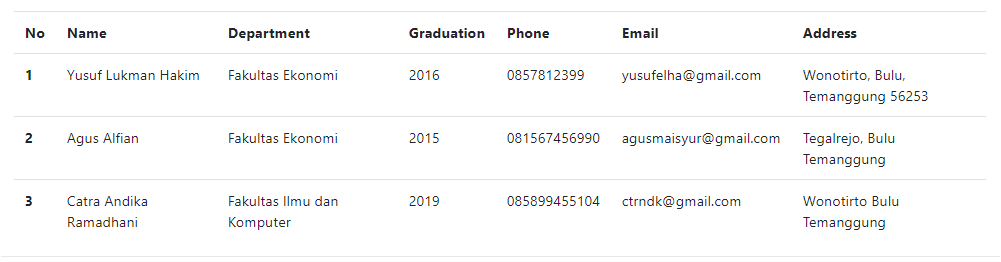 No Name Department Graduation Phone Email Address
1 Yusuf Lukman Hakim Fakultas Ekonomi 2016 0857812399 yusufelha@gmail.com Wonotirto, Bulu,
Temanggung 56253
2 Agus Alfian Fakultas Ekonomi 2015 081567456990 agusmaisyur@gmail.com Tegalrejo, Bulu
Temanggung
3 Catra Andika Fakultas Ilmu dan 2019 085899455104 ctrndk@gmail.com Wonotirto Bulu
Ramadhani Komputer Temanggung